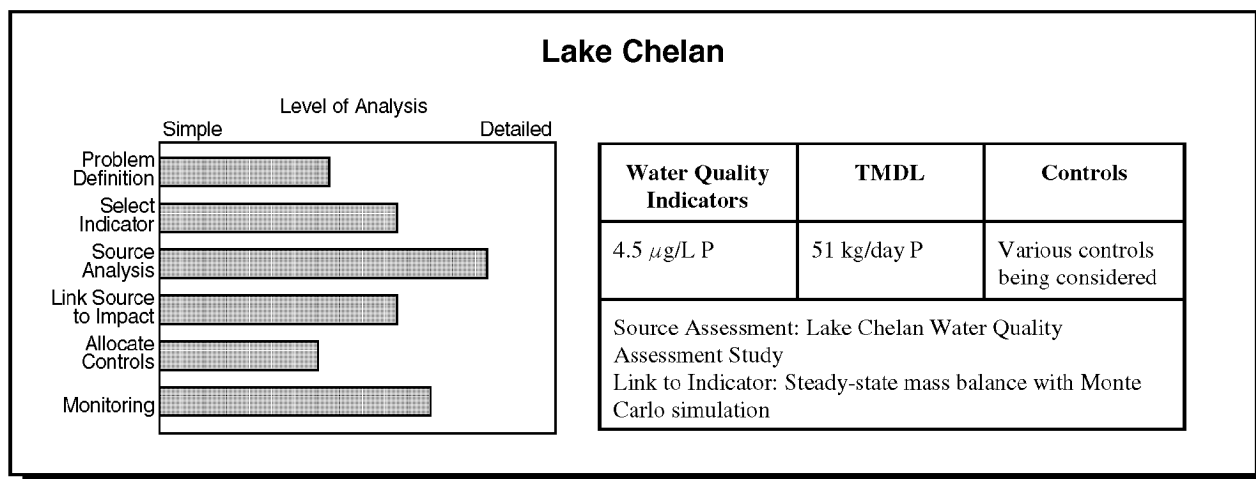 Lake Chelan
Level of Analysis
Simple
Detailed
Problem
Definition
Select
Indicator
Source
Analysis
Link Source
to Impact
Allocate
Controls
Monitoring
Water Quality
Indicators
TMDL
Controls
4.5 μg/L P
51 kg/day P
Various controls
being considered
Source Assessment: Lake Chelan Water Quality
Assessment Study
Link to Indicator: Steady-state mass balance with Monte
Carlo simulation